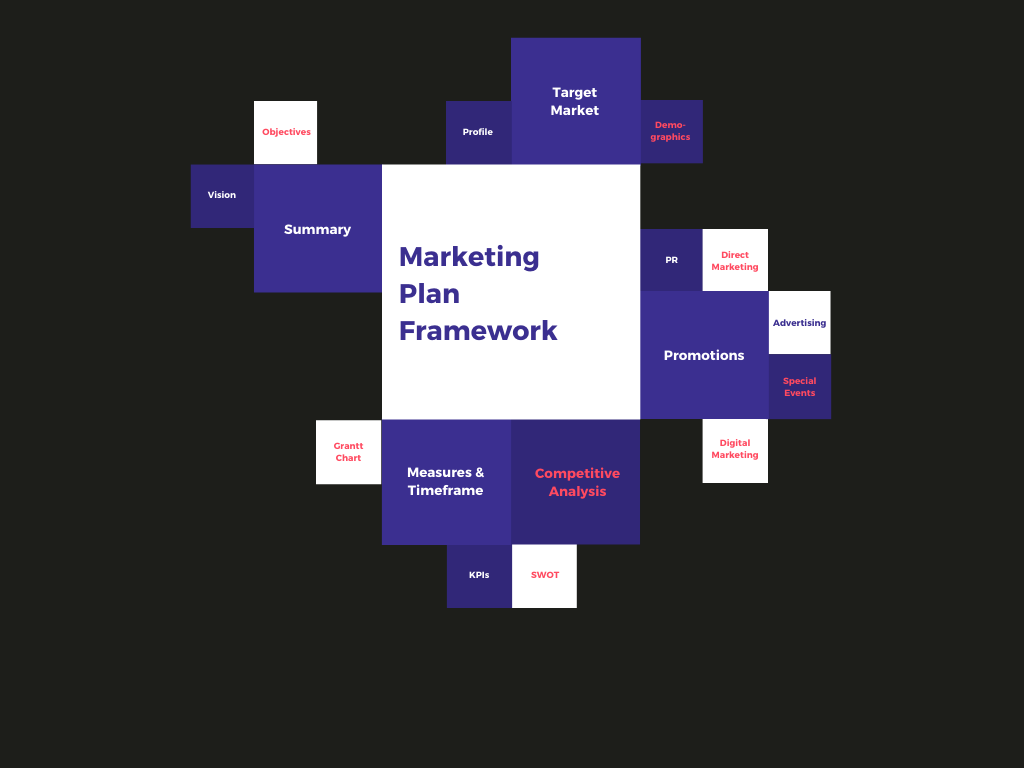 Target
Market
Objectives
Profile
Demo-
graphics
Vision
Summary
Marketing
Plan
Framework
PR
Direct
Marketing
Advertising
Promotions
Special
Events
Grantt
Chart
Digital
Marketing
Measures &
Timeframe
Competitive
Analysis
KPIs
SWOT